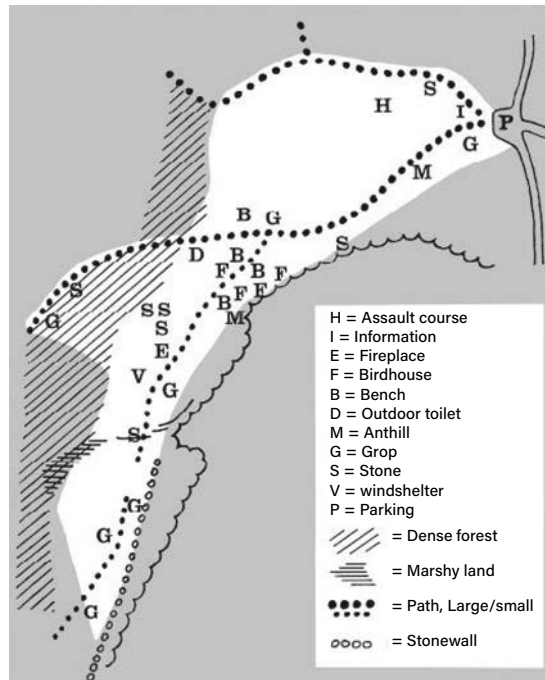 S
H
I
P
G
M
B G
S
D B
F B F
S
F E
B
S S
M
G
S
E
V
G
S
G
G
G
H = Assault course
I = Information
E = Fireplace
F = Birdhouse
B = Bench
D = Outdoor toilet
M = Anthill
G = Grop
S = Stone
V = windshelter
P = Parking
= Dense forest
= Marshy land
= Path, Large/small
= Stonewall